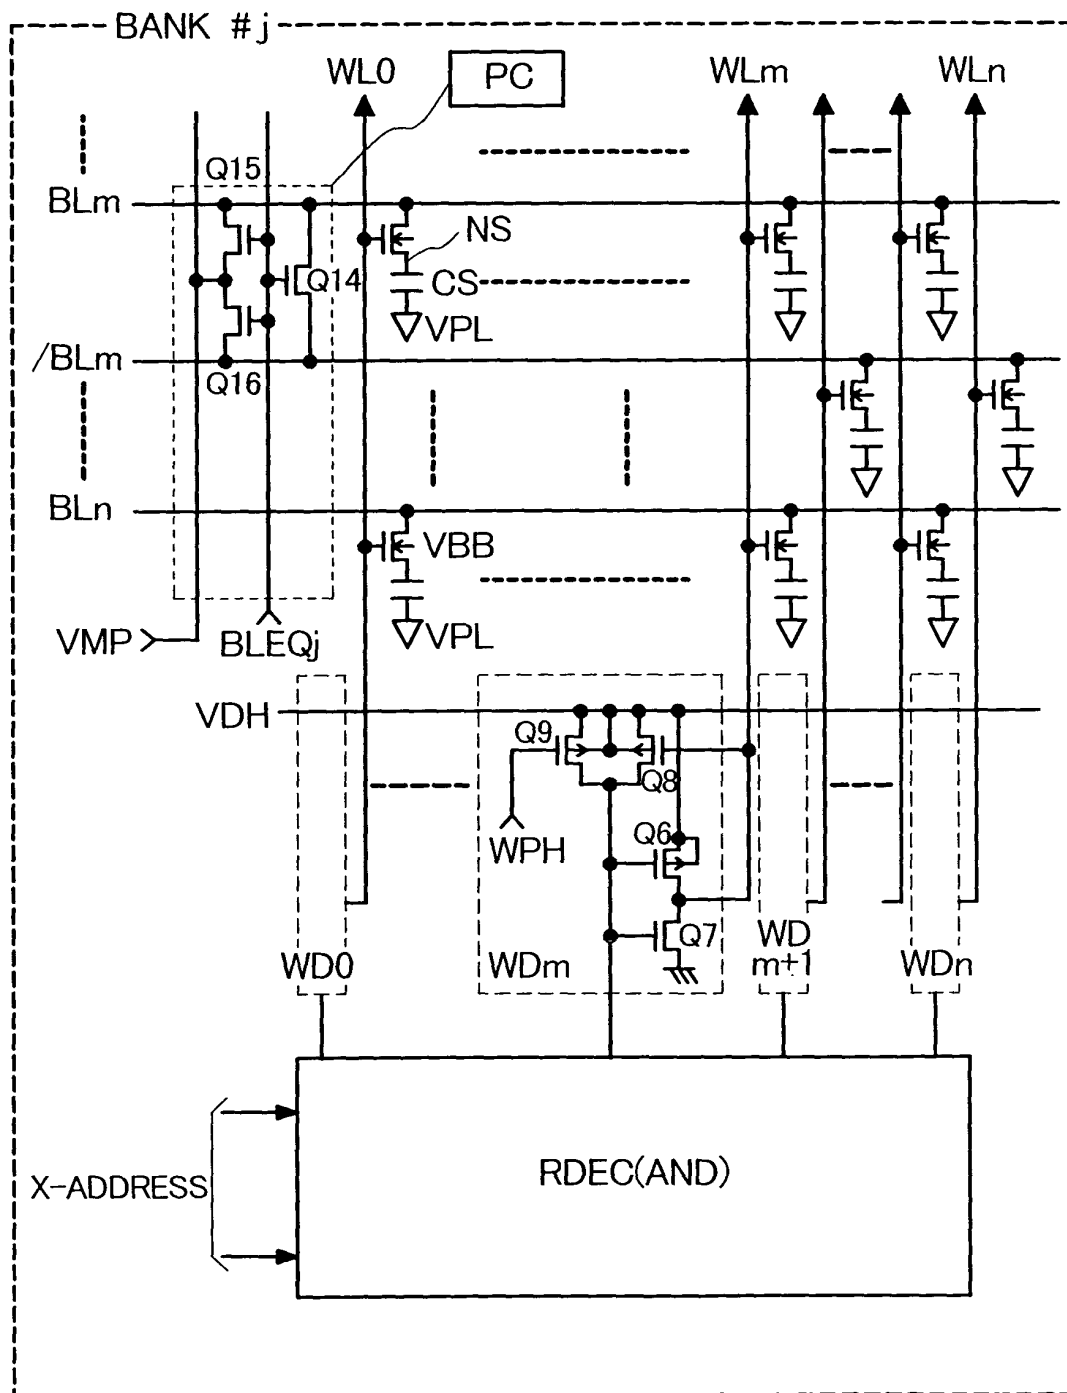 BANK #j
PC
WL0
WLm
WLn
Q15
BLm
NS
Q14
CS
VPL
/BLm
Q16
BLn
VBB
VMP
BLEQj
VPL
VDH
Q9
Q8
WPH
Q6
Q7
WD0
WDm
WD
m+1
WDn
X-ADDRESS
RDEC(AND)